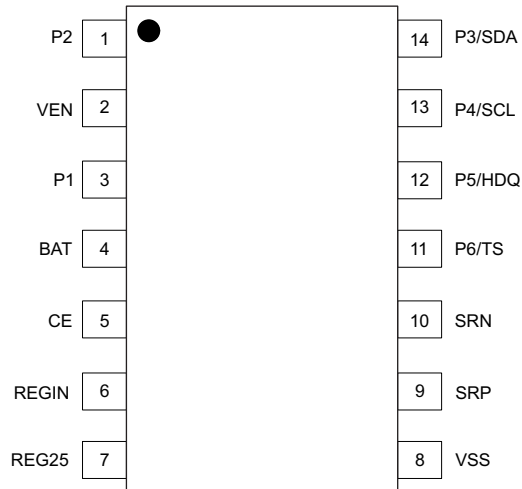 P2 1 14 P3/SDA
VEN 2 13 P4/SCL
P1 3 12 P5/HDQ
BAT 4 11 P6/TS
CE 5 10 SRN
REGIN 6 9 SRP
REG25 7 8 VSS